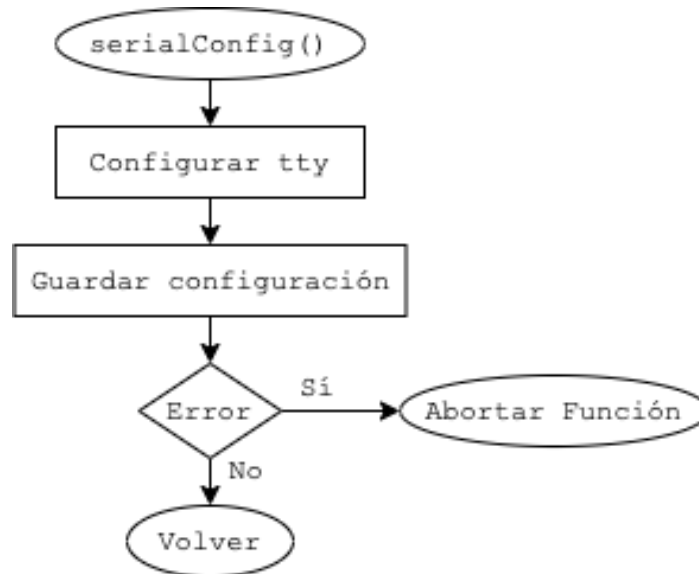 serialConfig()
Configurar tty
Guardar configuración
Error
Sí
Abortar Función
No
Volver